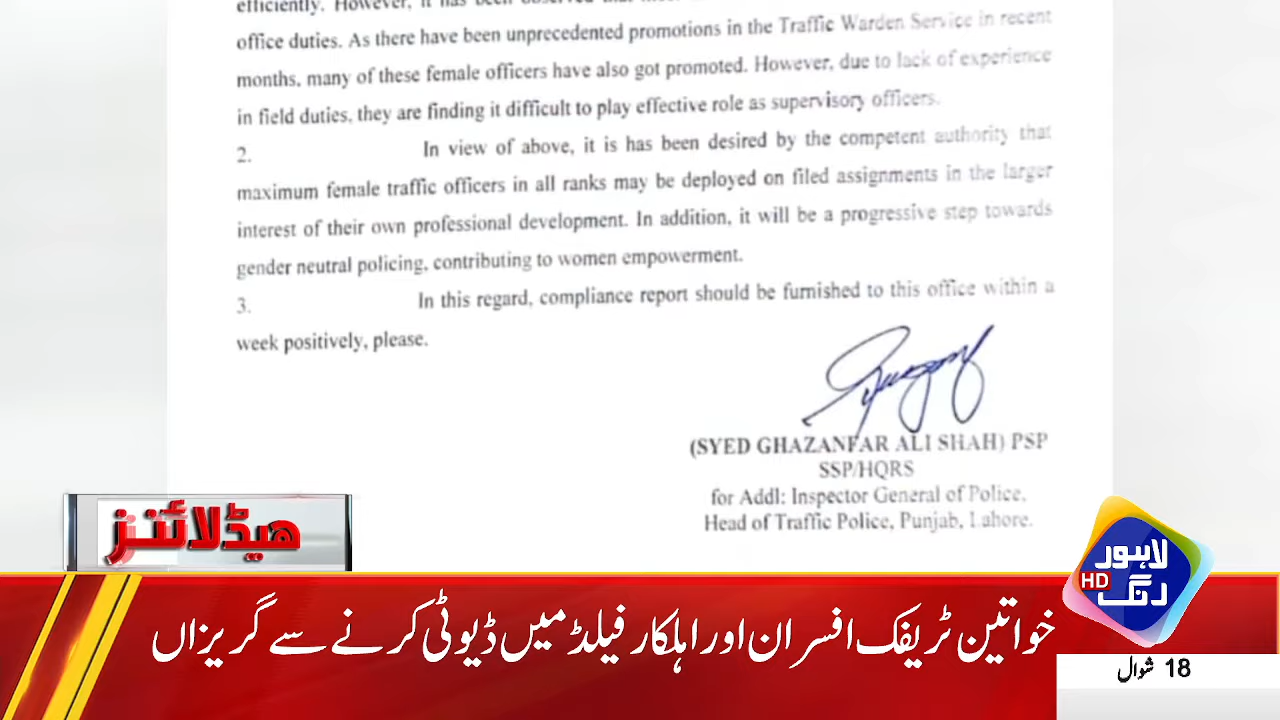 efficiently. However, it has been observed that
office duties. As there have been unprecedented promotions in the Traffic Warden Service in recent
months, many of these female officers have also got promoted. However, due to lack of experience
in field duties, they are finding it difficult to play effective role as supervisory officers.
2. In view of above, it is has been desired by the competent authority that
maximum female traffic officers in all ranks may be deployed on filed assignments in the larger
interest of their own professional development. In addition, it will be a progressive step towards
gender neutral policing, contributing to women empowerment.
3. In this regard, compliance report should be furnished to this office within a
week positively, please.
(SYED GHAZANFAR ALI SHAH) PSP
SSP/HQRS
for Addl: Inspector General of Police,
Head of Traffic Police, Punjab, Lahore.
ہیڈلائنز
لاہور
HD رنگ
خواتین ٹریفک افسران اور اہلکار فیلڈ میں ڈیوٹی کرنے سے گریزاں
18 شوال